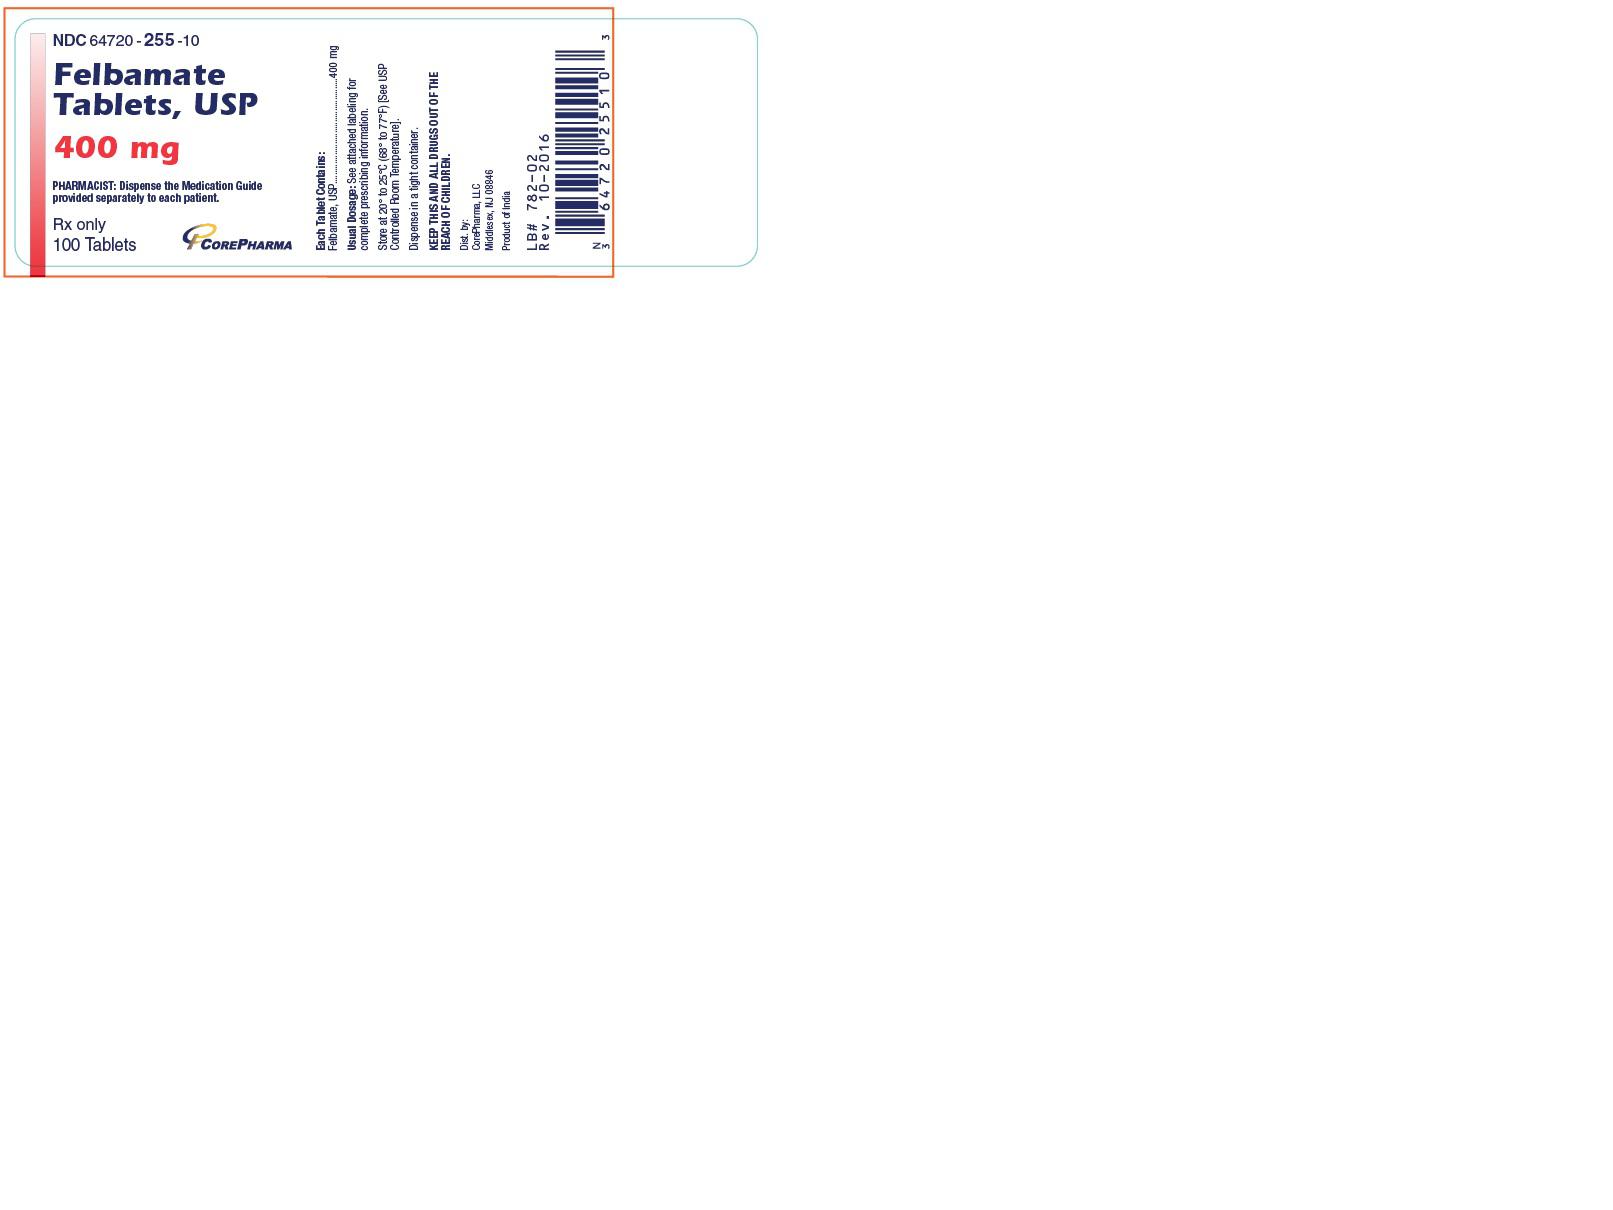 NDC 64720-255-10
Felbamate
Tablets, USP
400 mg
PHARMACIST: Dispense the Medication Guide
provided separately to each patient.
Rx only
100 Tablets
COREPHARMA
Each Tablet Contains:
Felbamate, USP..........................................400 mg
Usual Dosage: See attached labeling for
complete prescribing information.
Store at 20° to 25°C (68° to 77°F) [See USP
Controlled Room Temperature].
Dispense in a tight container.
KEEP THIS AND ALL DRUGS OUT OF THE
REACH OF CHILDREN.
Dist. by:
CorePharma, LLC
Middlesex, NJ 08846
Product of India
LB# 782-02
Rev. 10-2016
N
3 64720 25510 3